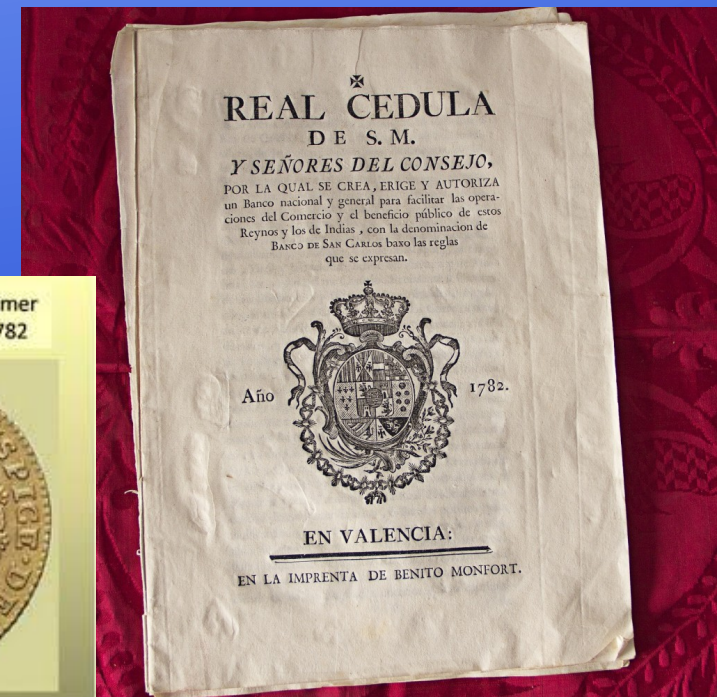 REAL CEDULA
DE S. M.
Y SEÑORES DEL CONSEJO,
POR LA QUAL SE CREA, ERIGE Y AUTORIZA
un Banco nacional y general para facilitar las opera-
ciones del Comercio y el beneficio público de estos
Reynos y los de Indias, con la denominacion de
BANCO DE SAN CARLOS baxo las reglas
que se expresan.
Año 1782.
EN VALENCIA:
EN LA IMPRENTA DE BENITO MONFORT.
mer
782
SPICE·DE